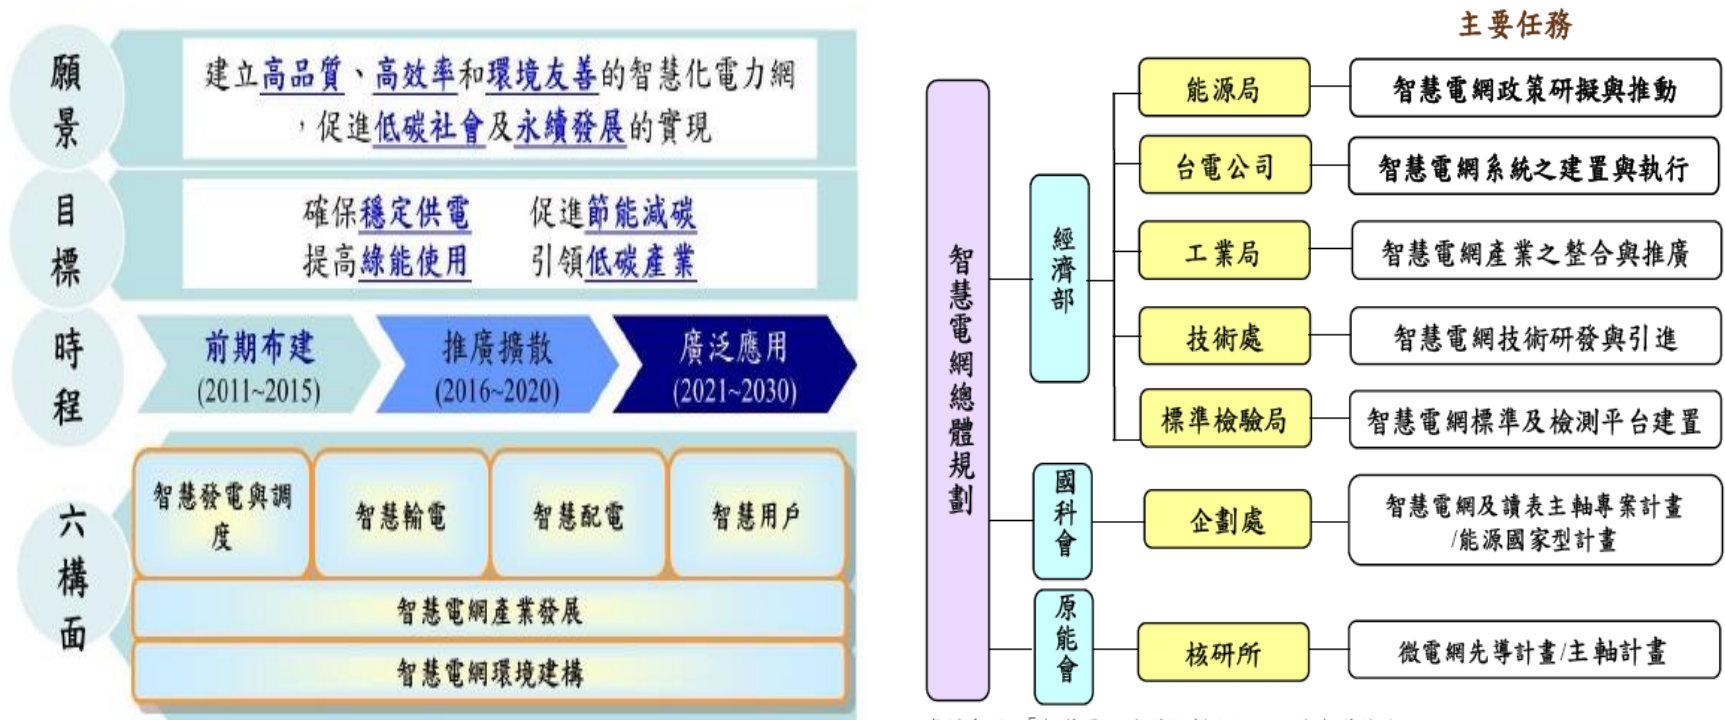 願景
建立高品質、高效率和環境友善的智慧化電力網
，促進低碳社會及永續發展的實現
目標
確保穩定供電 促進節能減碳
提高綠能使用 引領低碳產業
時程
前期布建
(2011~2015)
推廣擴散
(2016~2020)
廣泛應用
(2021~2030)
六構面
智慧發電與調
度
智慧輸電
智慧配電
智慧用戶
智慧電網產業發展
智慧電網環境建構
主要任務
智慧電網總體規劃
經濟部
能源局
智慧電網政策研擬與推動
台電公司
智慧電網系統之建置與執行
工業局
智慧電網產業之整合與推廣
技術處
智慧電網技術研發與引進
標準檢驗局
智慧電網標準及檢測平台建置
國科會
企劃處
智慧電網及讀表主軸專案計畫
/能源國家型計畫
原能會
核研所
微電網先導計畫/主軸計畫